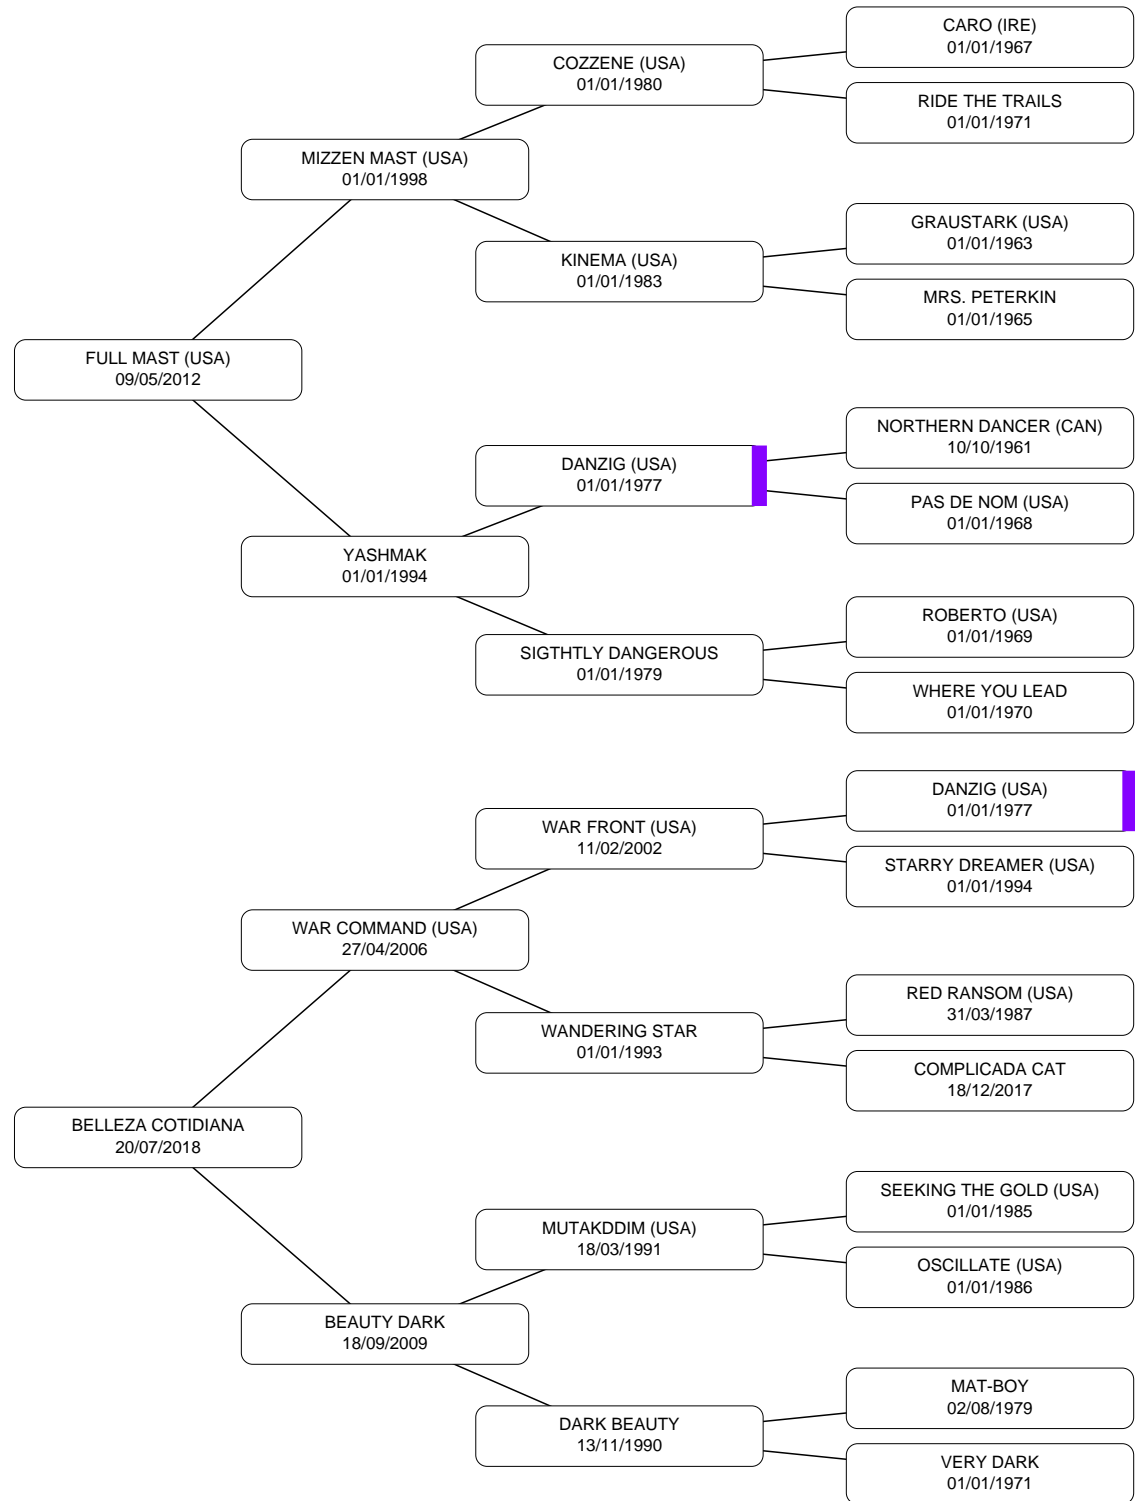 CARO (IRE)
01/01/1967
COZZENE (USA)
01/01/1980
RIDE THE TRAILS
01/01/1971
MIZZEN MAST (USA)
01/01/1998
GRAUSTARK (USA)
01/01/1963
KINEMA (USA)
01/01/1983
MRS. PETERKIN
01/01/1965
FULL MAST (USA)
09/05/2012
NORTHERN DANCER (CAN)
10/10/1961
DANZIG (USA)
01/01/1977
PAS DE NOM (USA)
01/01/1968
YASHMAK
01/01/1994
ROBERTO (USA)
01/01/1969
SIGTHTLY DANGEROUS
01/01/1979
WHERE YOU LEAD
01/01/1970
DANZIG (USA)
01/01/1977
WAR FRONT (USA)
11/02/2002
STARRY DREAMER (USA)
01/01/1994
WAR COMMAND (USA)
27/04/2006
RED RANSOM (USA)
31/03/1987
WANDERING STAR
01/01/1993
COMPLICADA CAT
18/12/2017
BELLEZA COTIDIANA
20/07/2018
SEEKING THE GOLD (USA)
01/01/1985
MUTAKDDIM (USA)
18/03/1991
OSCILLATE (USA)
01/01/1986
BEAUTY DARK
18/09/2009
MAT-BOY
02/08/1979
DARK BEAUTY
13/11/1990
VERY DARK
01/01/1971